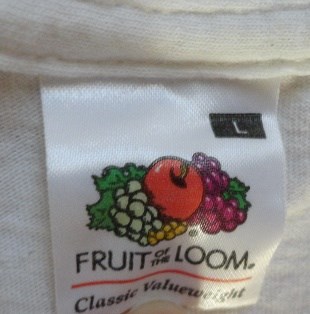 L
®
FRUIT OF THE LOOM®
Classic Valueweight